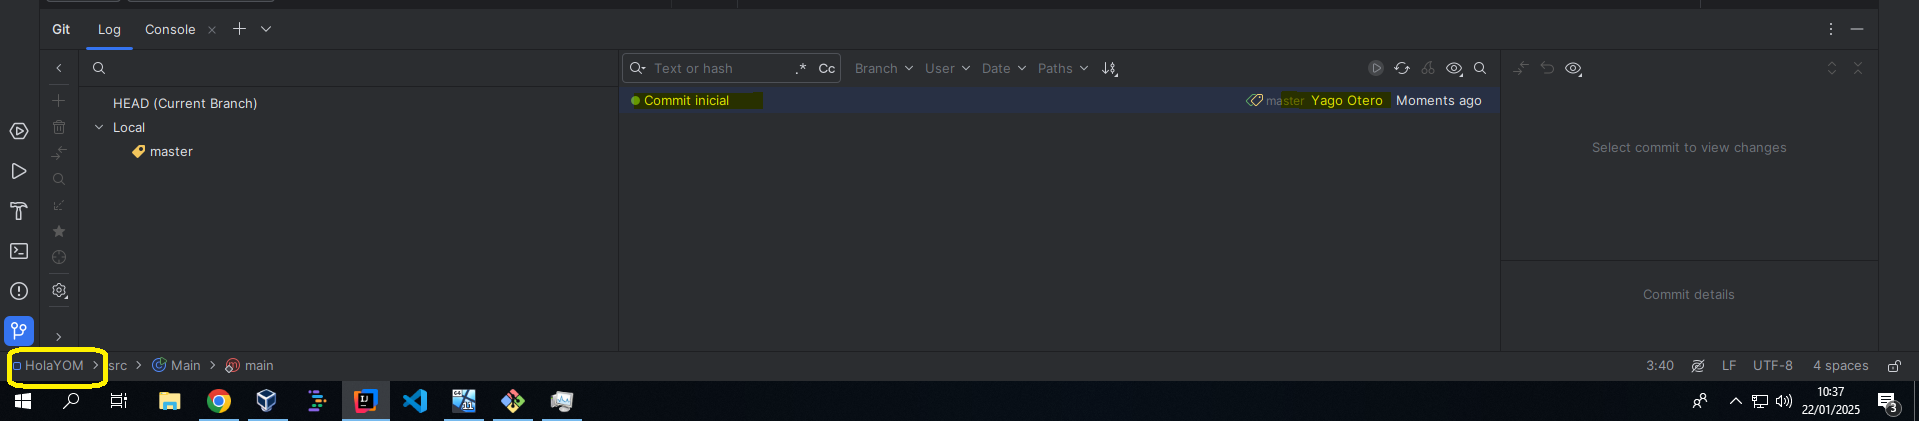 Git Log Console
Text or hash .* Cc Branch User Date Paths
HEAD (Current Branch)
Local
master
Commit inicial master Yago Otero Moments ago
Select commit to view changes
Commit details
HolaYOM src Main main
3:40 LF UTF-8 4 spaces
10:37
22/01/2025
3